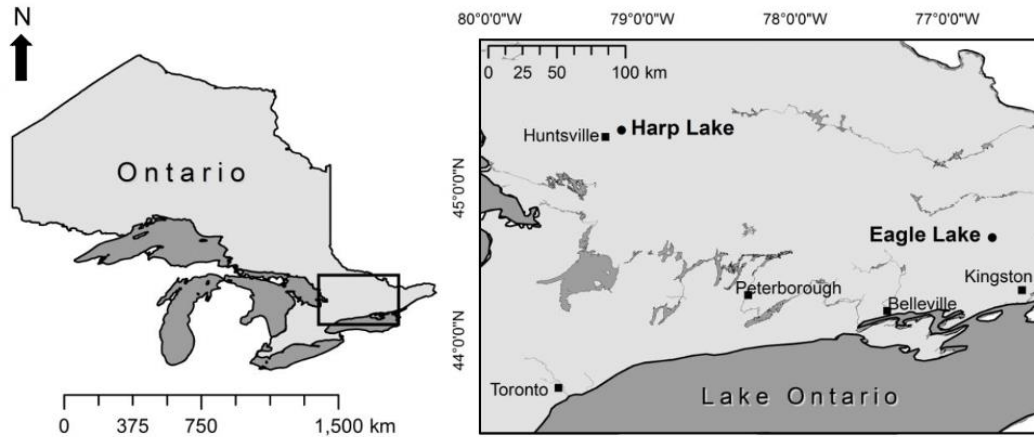 N
Ontario
0 375 750 1,500 km
80°0'0"W 79°0'0"W 78°0'0"W 77°0'0"W
0 25 50 100 km
Huntsville
Harp Lake
45°0'0"N
Eagle Lake
Kingston
Peterborough
Belleville
44°0'0"N
Toronto
Lake Ontario